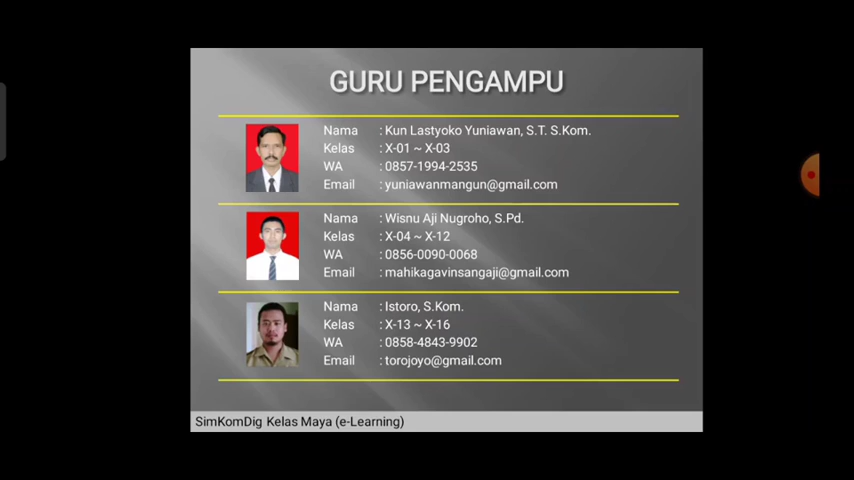 GURU PENGAMPU
Nama : Kun Lastyoko Yuniawan, S.T. S.Kom.
Kelas : X-01 ~ X-03
WA : 0857-1994-2535
Email : yuniawanmangun@gmail.com
Nama : Wisnu Aji Nugroho, S.Pd.
Kelas : X-04 ~ X-12
WA : 0856-0090-0068
Email : mahikagavinsangaji@gmail.com
Nama : Istoro, S.Kom.
Kelas : X-13 ~ X-16
WA : 0858-4843-9902
Email : torojoyo@gmail.com
SimKomDig Kelas Maya (e-Learning)